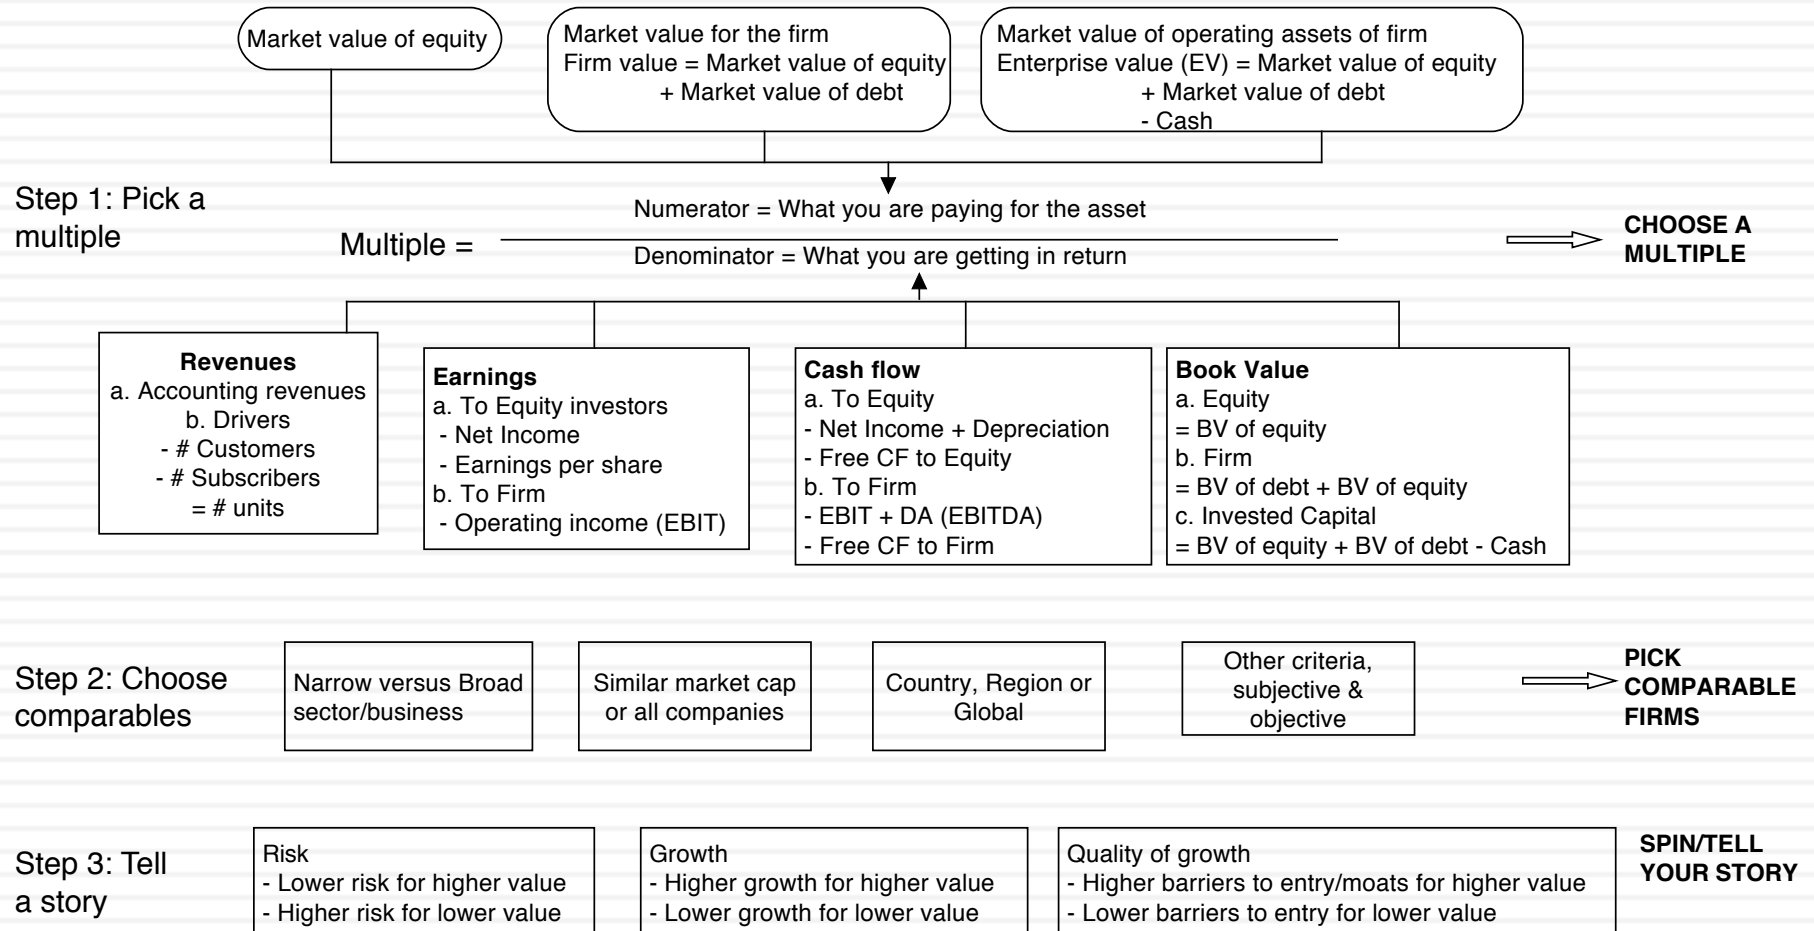 Market value of equity
Market value for the firm
Firm value = Market value of equity
+ Market value of debt
Market value of operating assets of firm
Enterprise value (EV) = Market value of equity
+ Market value of debt
- Cash
Step 1: Pick a
multiple
Multiple =
Numerator = What you are paying for the asset
Denominator = What you are getting in return
CHOOSE A
MULTIPLE
Revenues
a. Accounting revenues
b. Drivers
- # Customers
- # Subscribers
= # units
Earnings
a. To Equity investors
- Net Income
- Earnings per share
b. To Firm
- Operating income (EBIT)
Cash flow
a. To Equity
- Net Income + Depreciation
- Free CF to Equity
b. To Firm
- EBIT + DA (EBITDA)
- Free CF to Firm
Book Value
a. Equity
= BV of equity
b. Firm
= BV of debt + BV of equity
c. Invested Capital
= BV of equity + BV of debt - Cash
Step 2: Choose
comparables
Narrow versus Broad
sector/business
Similar market cap
or all companies
Country, Region or
Global
Other criteria,
subjective &
objective
PICK
COMPARABLE
FIRMS
Step 3: Tell
a story
Risk
- Lower risk for higher value
- Higher risk for lower value
Growth
- Higher growth for higher value
- Lower growth for lower value
Quality of growth
- Higher barriers to entry/moats for higher value
- Lower barriers to entry for lower value
SPIN/TELL
YOUR STORY